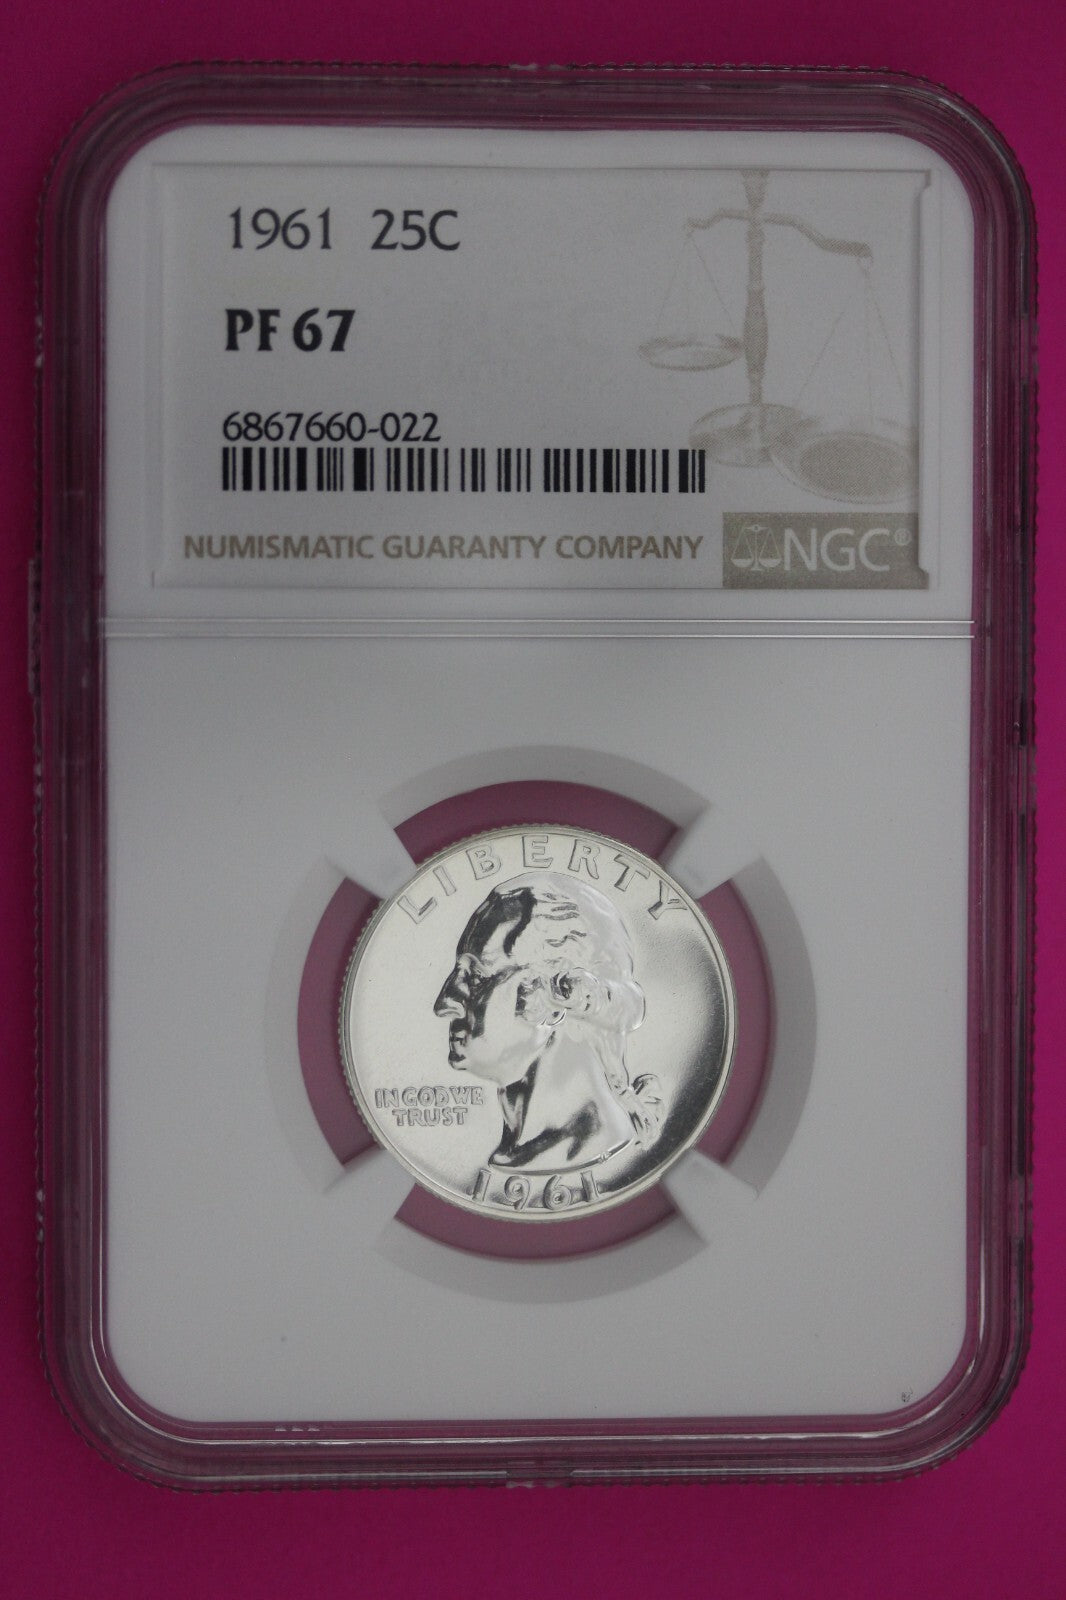 1961 25C
PF 67
6867660-022
NUMISMATIC GUARANTY COMPANY
NGC®
LIBERTY
IN GOD WE
TRUST
1961